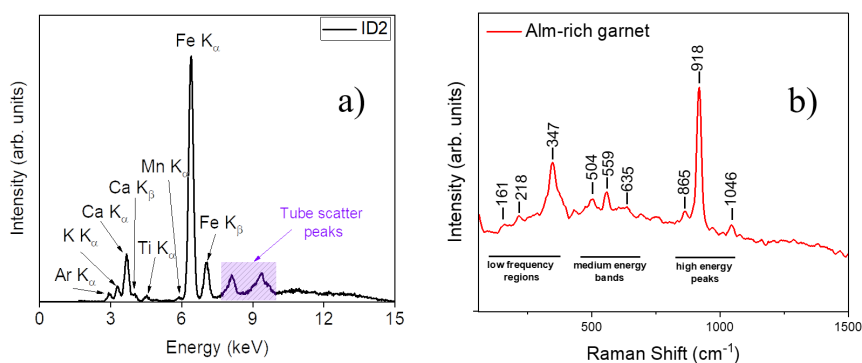 a)
ID2
Fe Kα
Mn Kα
Ca Kβ
Ca Kα
K Kα
Ar Kα
Ti Kα
Fe Kβ
Tube scatter
peaks
Intensity (arb. units)
0 3 6 9 12 15
Energy (keV)
b)
Alm-rich garnet
161
218
347
504
559
635
865
918
1046
low frequency
regions
medium energy
bands
high energy
peaks
Intensity (arb. units)
500 1000 1500
Raman Shift (cm⁻¹)